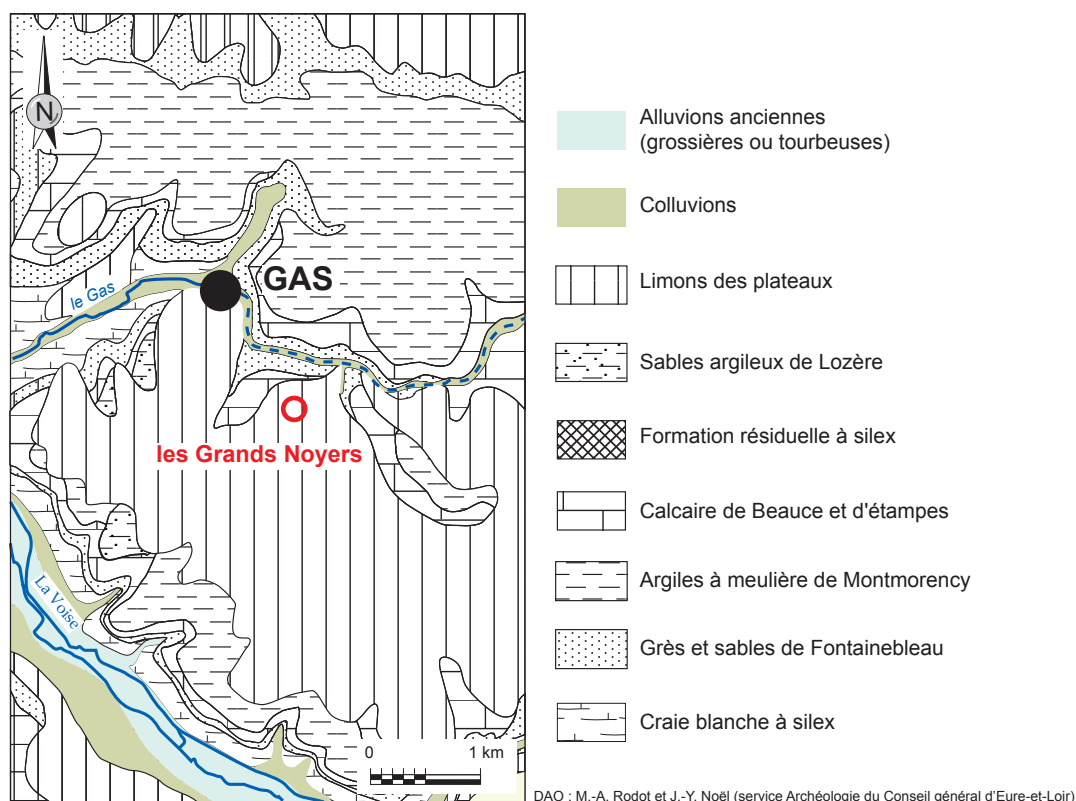 N
le Gas
GAS
les Grands Noyers
La Voise
0 1 km
Alluvions anciennes
(grossières ou tourbeuses)
Colluvions
Limons des plateaux
Sables argileux de Lozère
Formation résiduelle à silex
Calcaire de Beauce et d'étampes
Argiles à meulière de Montmorency
Grès et sables de Fontainebleau
Craie blanche à silex
DAO : M.-A. Rodot et J.-Y. Noël (service Archéologie du Conseil général d'Eure-et-Loir)